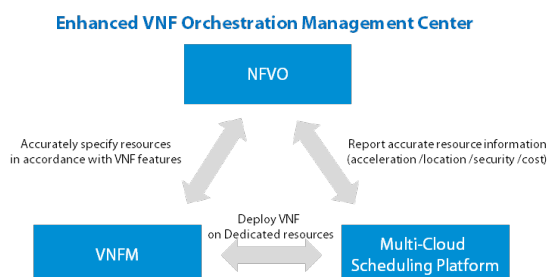 Enhanced VNF Orchestration Management Center
NFVO
Accurately specify resources
in accordance with VNF features
Report accurate resource information
(acceleration /location /security /cost)
Deploy VNF
on Dedicated resources
VNFM
Multi-Cloud
Scheduling Platform